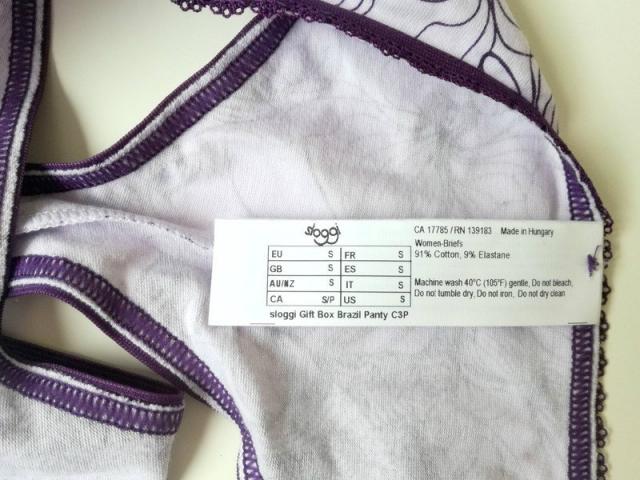 sloggi
CA 17785 / RN 139183 Made in Hungary
Women-Briefs
91% Cotton, 9% Elastane
EU S FR S
GB S ES S
AU/NZ S IT S
CA S/P US S
Machine wash 40°C (105°F) gentle, Do not bleach,
Do not tumble dry, Do not iron, Do not dry clean
sloggi Gift Box Brazil Panty C3P